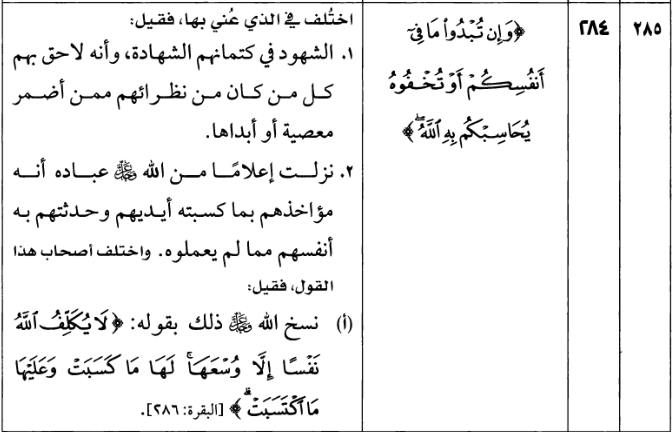 ٢٨٥
٢٨٤
﴿وَإِن تُبْدُوا۟ مَا فِىٓ
أَنفُسِكُمْ أَوْ تُخْفُوهُ
يُحَاسِبْكُم بِهِ ٱللَّهُ ۖ﴾
اختُلف في الذي عُني بها، فقيل:
١. الشهود في كتمانهم الشهادة، وأنه لاحق بهم
كل من كان من نظرائهم ممن أضمر
معصية أو أبداها.
٢. نزلت إعلامًا من الله ﷻ عباده أنه
مؤاخذهم بما كسبته أيديهم وحدثتهم به
أنفسهم مما لم يعملوه. واختلف أصحاب هذا
القول، فقيل:
(أ) نسخ الله ﷻ ذلك بقوله: ﴿لَا يُكَلِّفُ ٱللَّهُ
نَفْسًا إِلَّا وُسْعَهَا ۚ لَهَا مَا كَسَبَتْ وَعَلَيْهَا
مَا ٱكْتَسَبَتْ ۗ﴾ [البقرة: ٢٨٦].